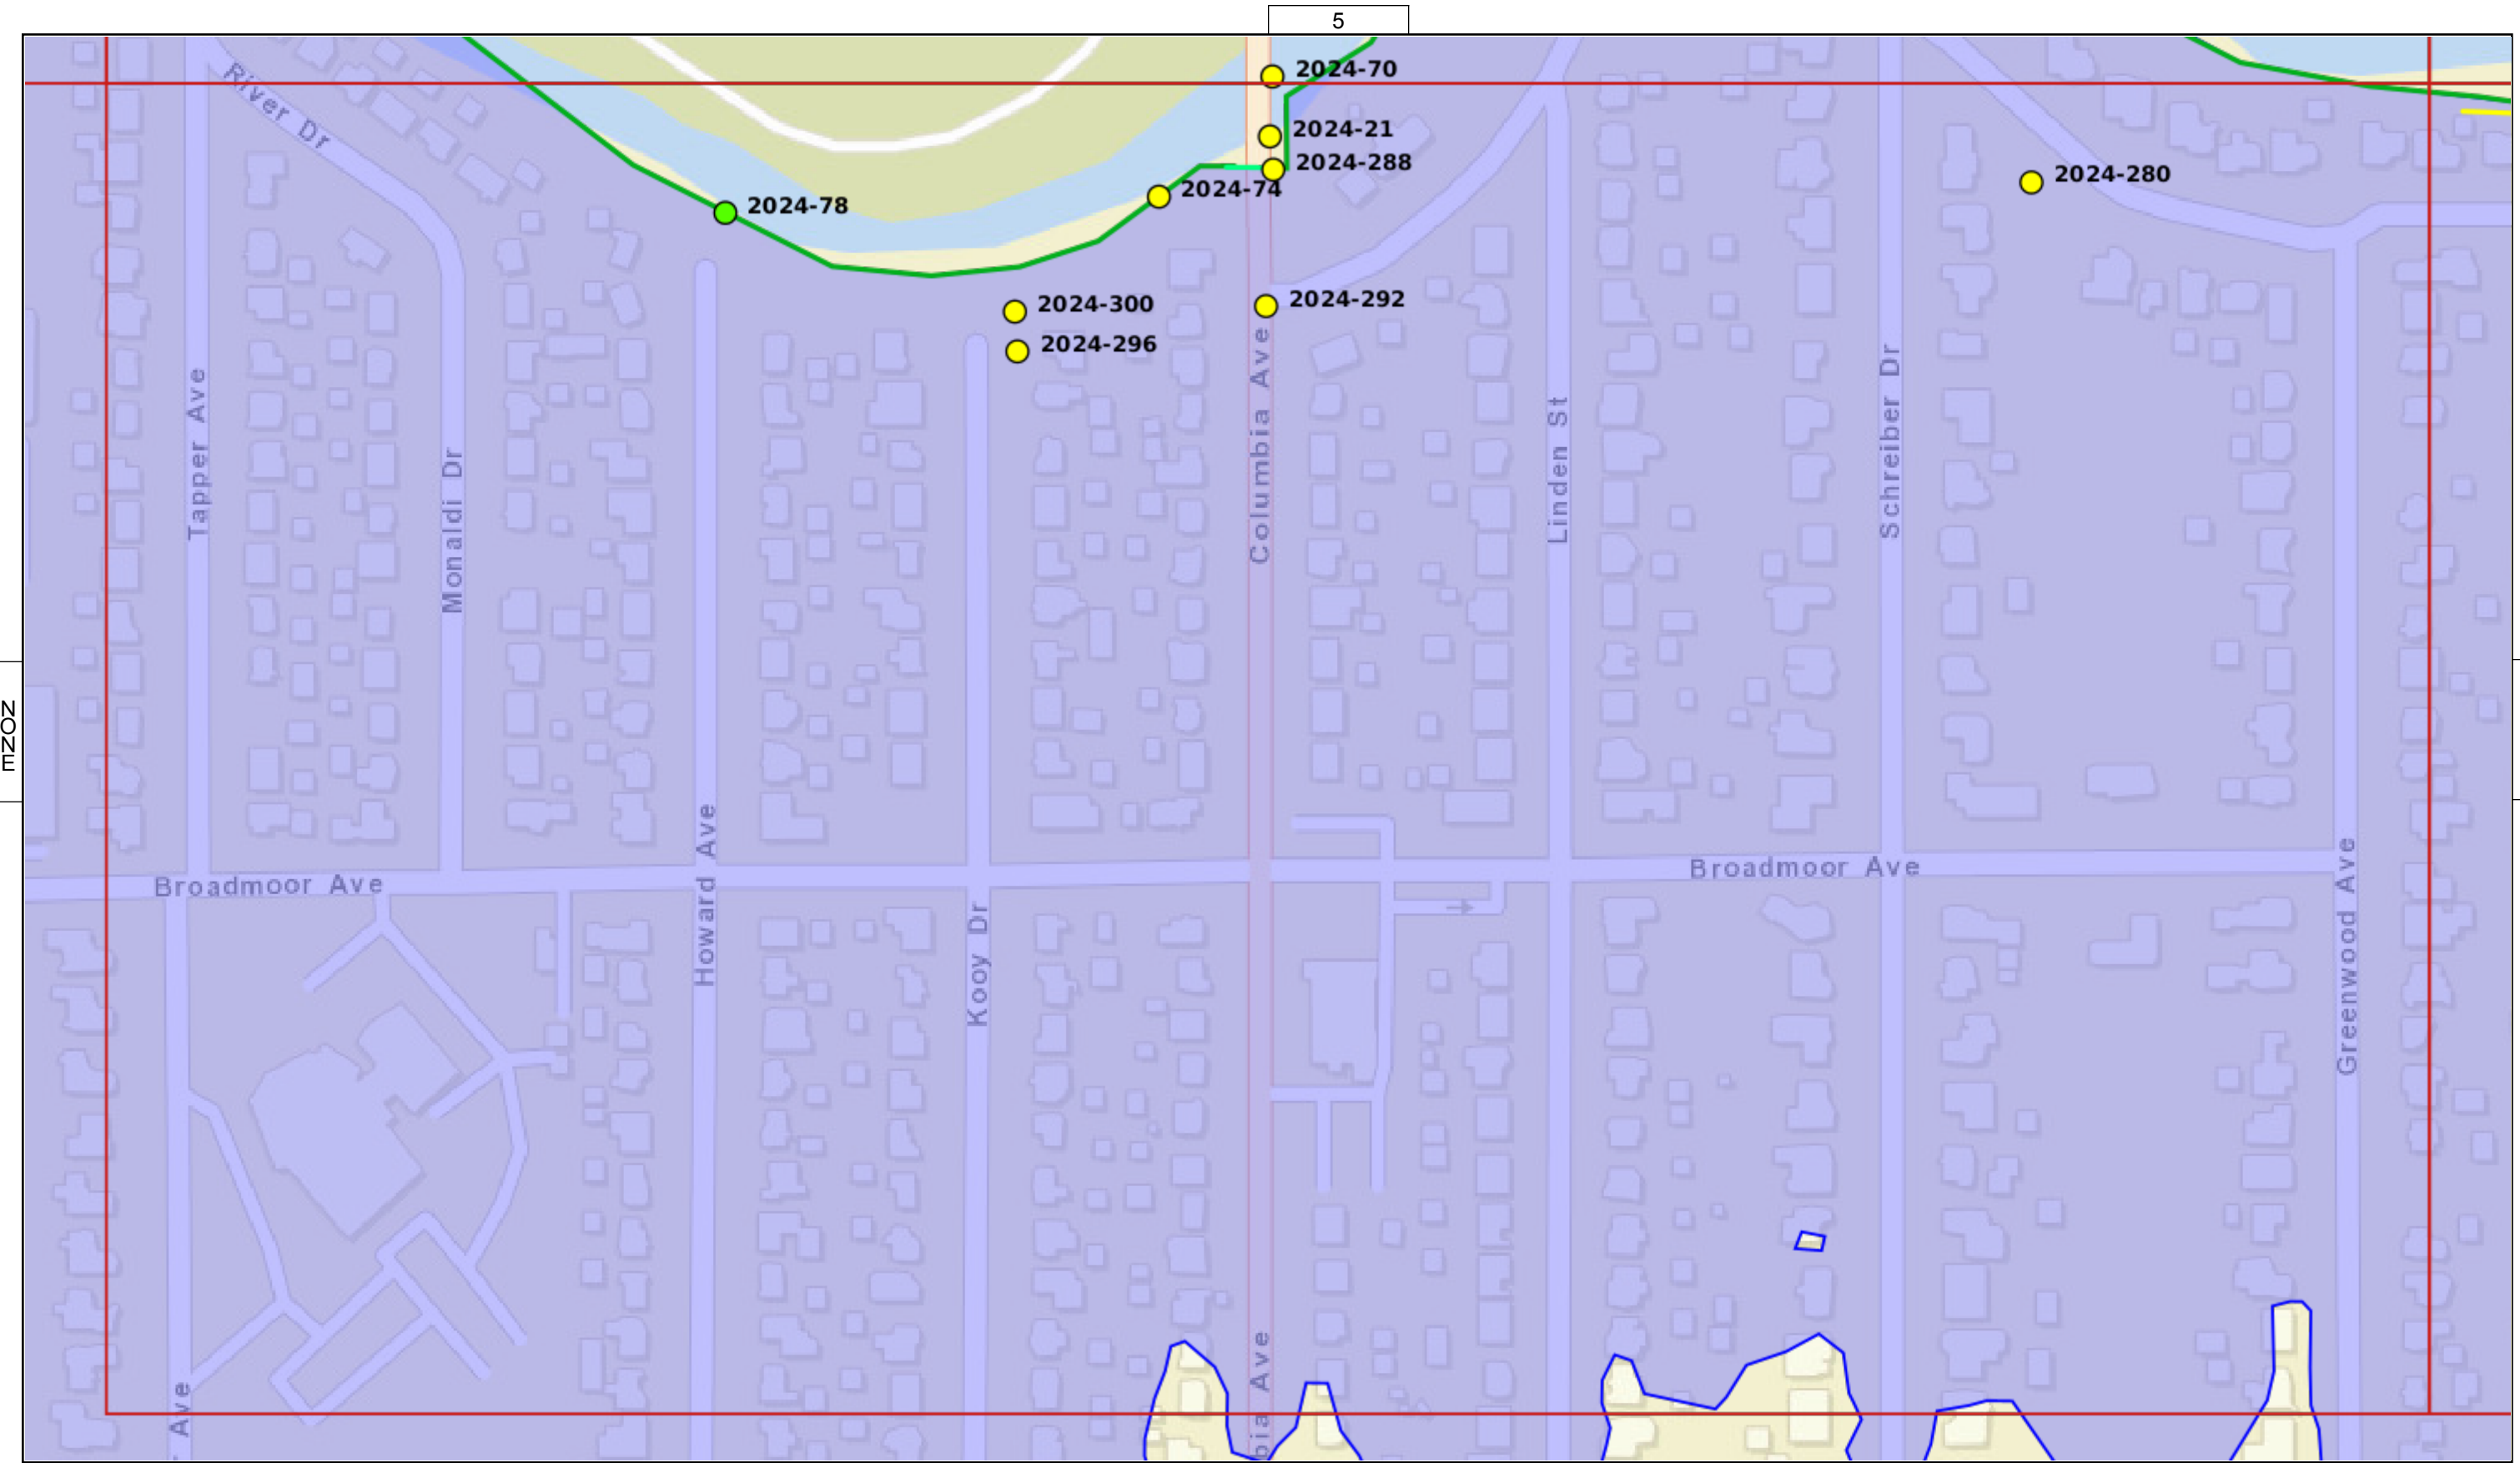 5
2024-70
2024-21
2024-288
2024-74
2024-280
2024-78
2024-300
2024-292
2024-296
River Dr
Tapper Ave
Monaldi Dr
Columbia Ave
Linden St
Schreiber Dr
NONE
Howard Ave
Broadmoor Ave
Broadmoor Ave
Kooy Dr
Greenwood Ave
bia Ave
r Ave